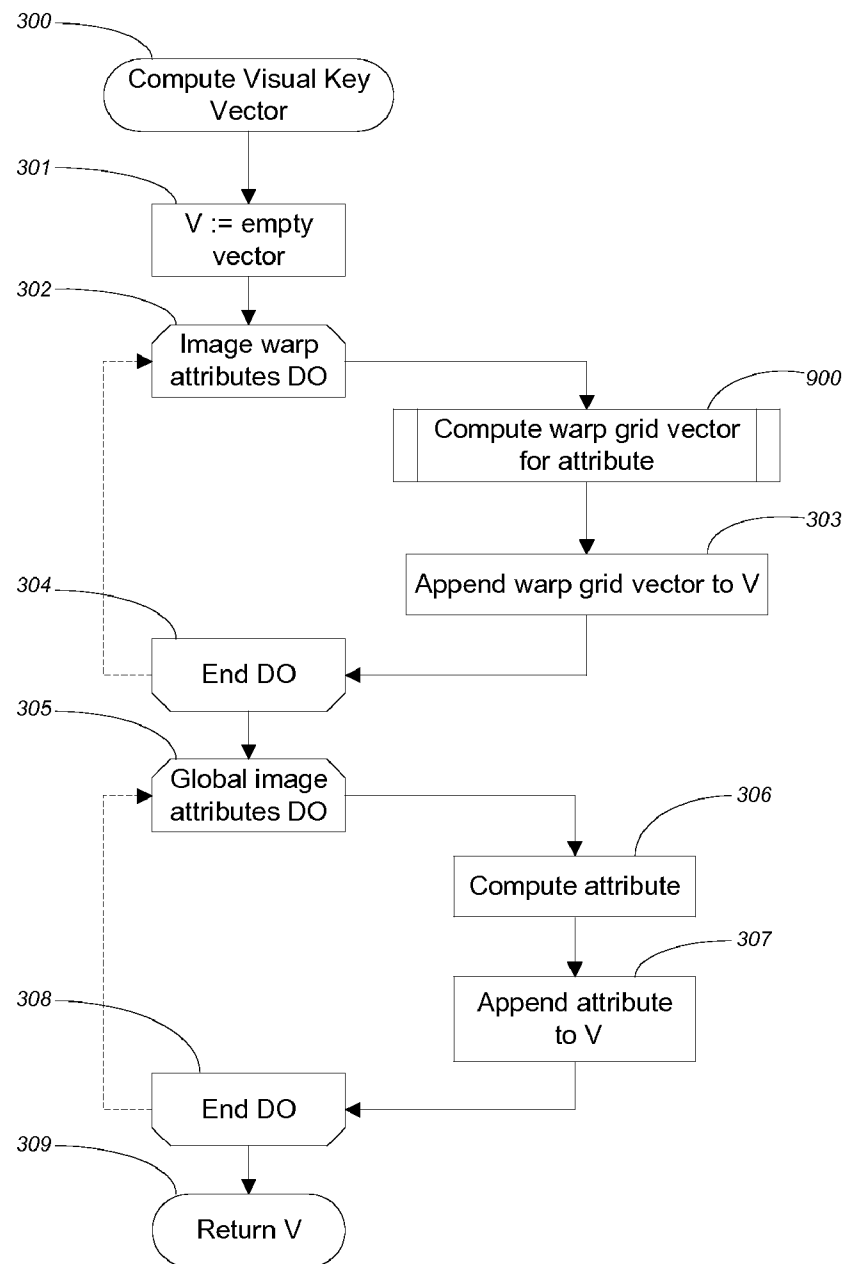 300
Compute Visual Key
Vector
301
V := empty
vector
302
Image warp
attributes DO
900
Compute warp grid vector
for attribute
303
Append warp grid vector to V
304
End DO
305
Global image
attributes DO
306
Compute attribute
307
Append attribute
to V
308
End DO
309
Return V